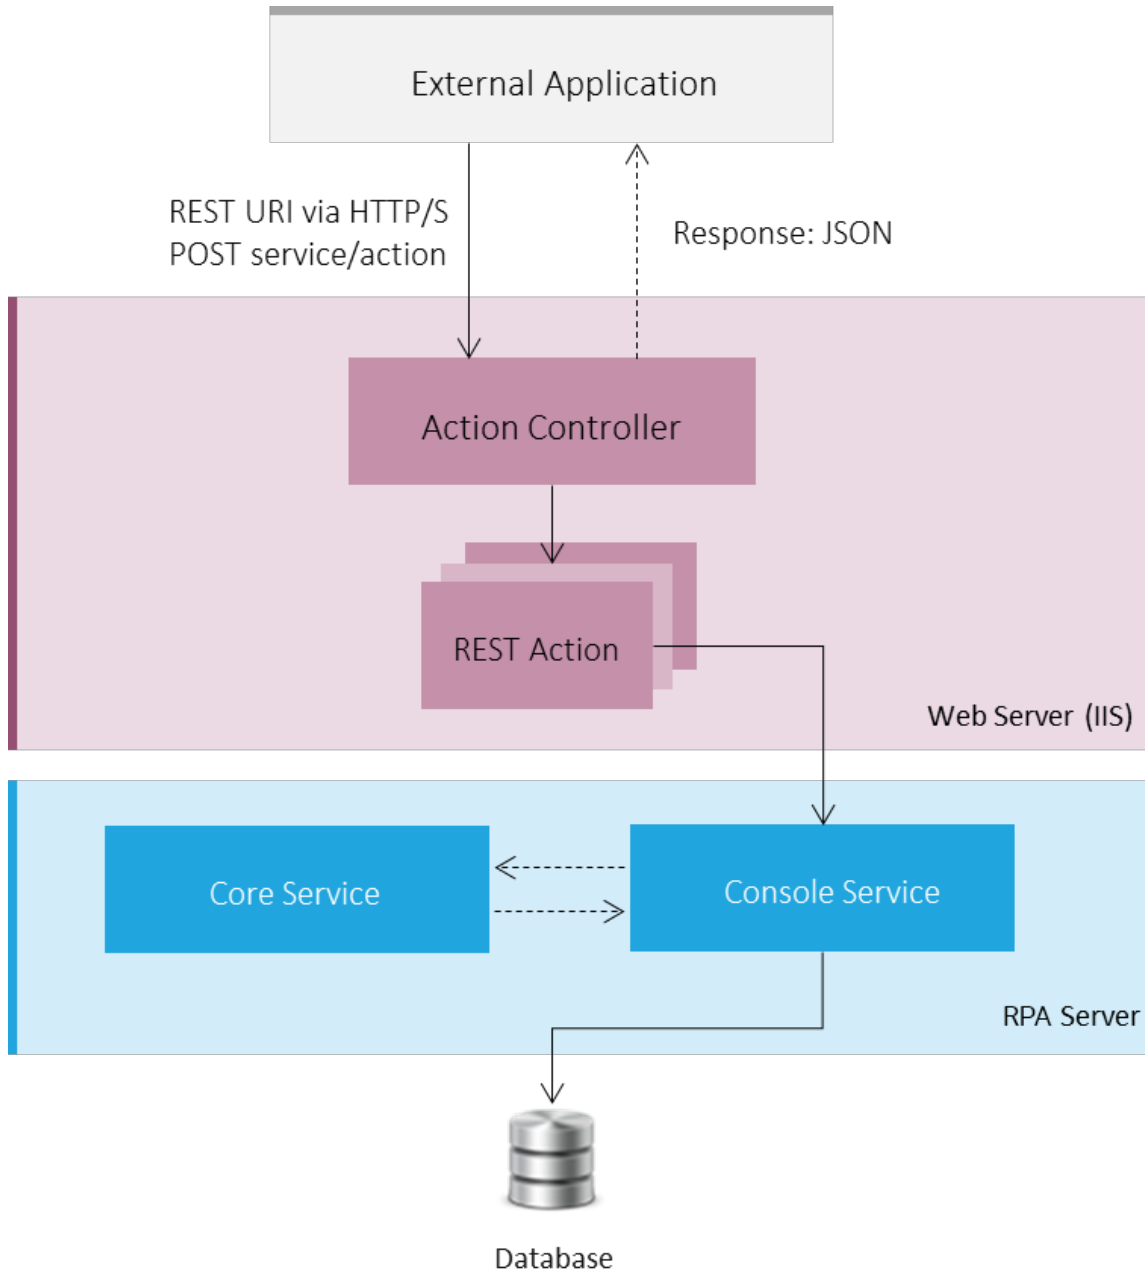 External Application
REST URI via HTTP/S
POST service/action
Response: JSON
Action Controller
REST Action
Web Server (IIS)
Core Service
Console Service
RPA Server
Database